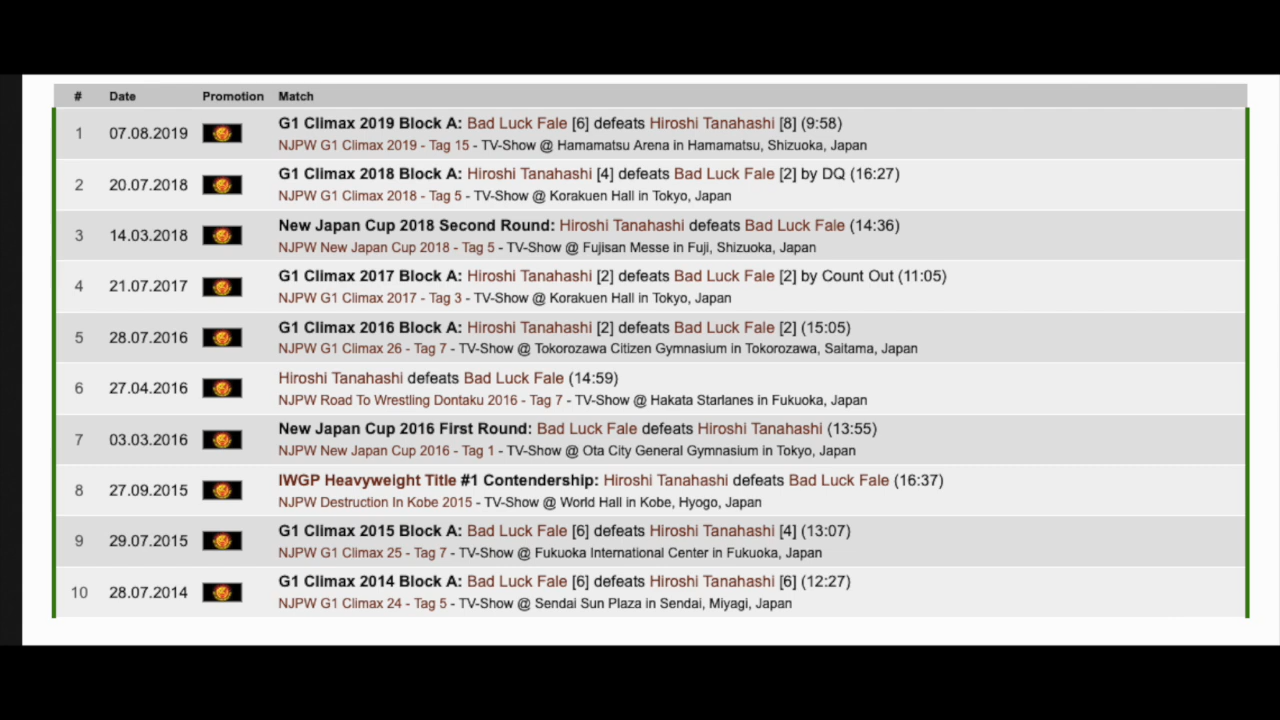 # Date Promotion Match
1 07.08.2019 G1 Climax 2019 Block A: Bad Luck Fale [6] defeats Hiroshi Tanahashi [8] (9:58)
NJPW G1 Climax 2019 - Tag 15 - TV-Show @ Hamamatsu Arena in Hamamatsu, Shizuoka, Japan
2 20.07.2018 G1 Climax 2018 Block A: Hiroshi Tanahashi [4] defeats Bad Luck Fale [2] by DQ (16:27)
NJPW G1 Climax 2018 - Tag 5 - TV-Show @ Korakuen Hall in Tokyo, Japan
3 14.03.2018 New Japan Cup 2018 Second Round: Hiroshi Tanahashi defeats Bad Luck Fale (14:36)
NJPW New Japan Cup 2018 - Tag 5 - TV-Show @ Fujisan Messe in Fuji, Shizuoka, Japan
4 21.07.2017 G1 Climax 2017 Block A: Hiroshi Tanahashi [2] defeats Bad Luck Fale [2] by Count Out (11:05)
NJPW G1 Climax 2017 - Tag 3 - TV-Show @ Korakuen Hall in Tokyo, Japan
5 28.07.2016 G1 Climax 2016 Block A: Hiroshi Tanahashi [2] defeats Bad Luck Fale [2] (15:05)
NJPW G1 Climax 26 - Tag 7 - TV-Show @ Tokorozawa Citizen Gymnasium in Tokorozawa, Saitama, Japan
6 27.04.2016 Hiroshi Tanahashi defeats Bad Luck Fale (14:59)
NJPW Road To Wrestling Dontaku 2016 - Tag 7 - TV-Show @ Hakata Starlanes in Fukuoka, Japan
7 03.03.2016 New Japan Cup 2016 First Round: Bad Luck Fale defeats Hiroshi Tanahashi (13:55)
NJPW New Japan Cup 2016 - Tag 1 - TV-Show @ Ota City General Gymnasium in Tokyo, Japan
8 27.09.2015 IWGP Heavyweight Title #1 Contendership: Hiroshi Tanahashi defeats Bad Luck Fale (16:37)
NJPW Destruction In Kobe 2015 - TV-Show @ World Hall in Kobe, Hyogo, Japan
9 29.07.2015 G1 Climax 2015 Block A: Bad Luck Fale [6] defeats Hiroshi Tanahashi [4] (13:07)
NJPW G1 Climax 25 - Tag 7 - TV-Show @ Fukuoka International Center in Fukuoka, Japan
10 28.07.2014 G1 Climax 2014 Block A: Bad Luck Fale [6] defeats Hiroshi Tanahashi [6] (12:27)
NJPW G1 Climax 24 - Tag 5 - TV-Show @ Sendai Sun Plaza in Sendai, Miyagi, Japan